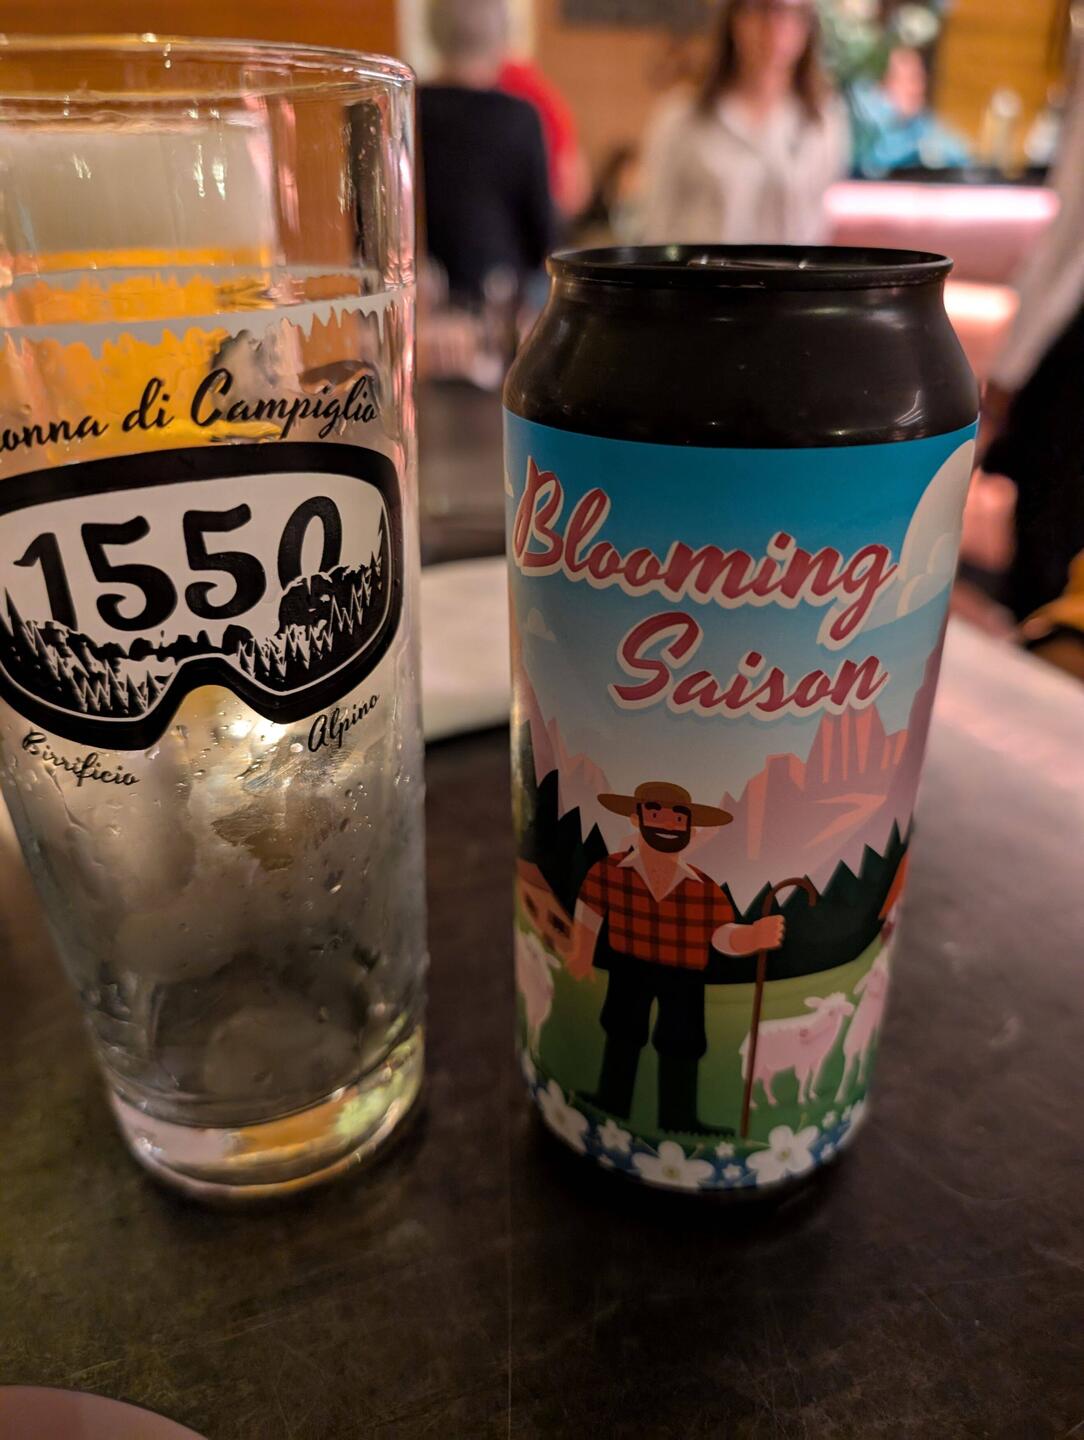 onna di Campiglio
1550
Birrificio
Alpino
Blooming
Saison